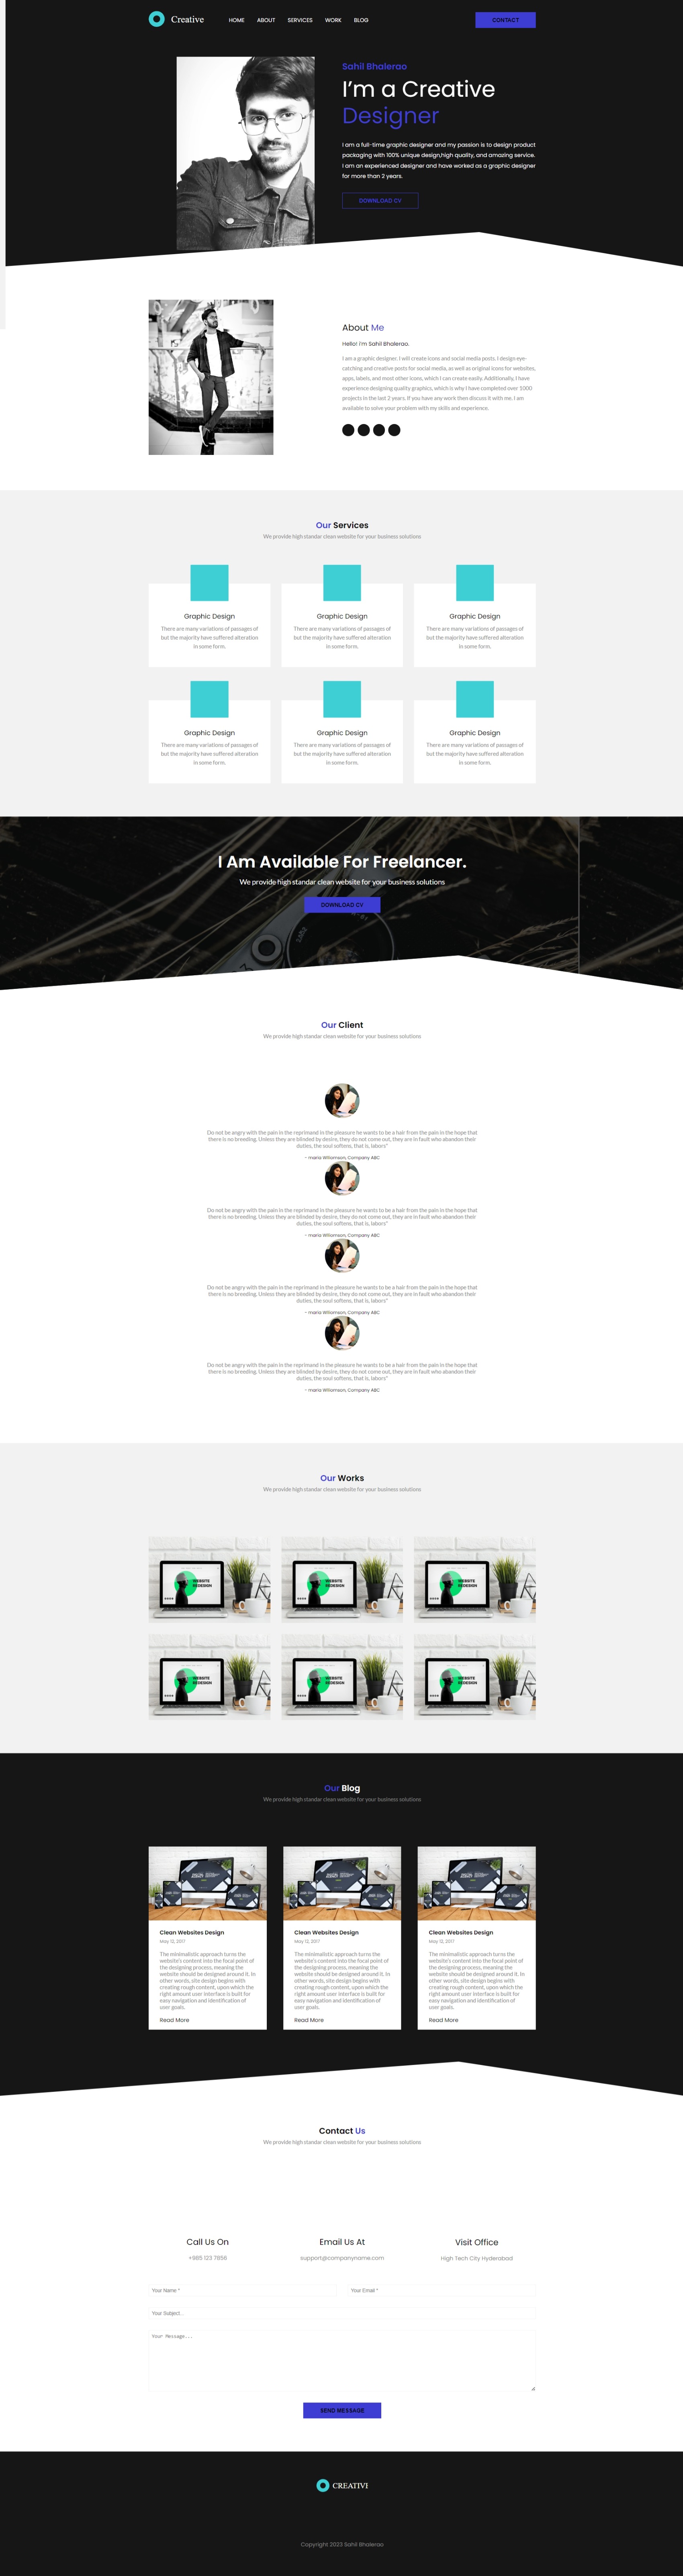 Creative
HOME ABOUT SERVICES WORK BLOG
CONTACT
Sahil Bhalerao
I'm a Creative
Designer
I am a full-time graphic designer and my passion is to design product
packaging with 100% unique design,high quality, and amazing service.
I am an experienced designer and have worked as a graphic designer
for more than 2 years.
DOWNLOAD CV
About Me
Hello! I'm Sahil Bhalerao.
I am a graphic designer. I will create icons and social media posts. I design eye-
catching and creative posts for social media, as well as original icons for websites,
apps, labels, and most other icons, which I can create easily. Additionally, I have
experience designing quality graphics, which is why I have completed over 1000
projects in the last 2 years. If you have any work then discuss it with me. I am
available to solve your problem with my skills and experience.
Our Services
We provide high standar clean website for your business solutions
Graphic Design
There are many variations of passages of
but the majority have suffered alteration
in some form.
Graphic Design
There are many variations of passages of
but the majority have suffered alteration
in some form.
Graphic Design
There are many variations of passages of
but the majority have suffered alteration
in some form.
Graphic Design
There are many variations of passages of
but the majority have suffered alteration
in some form.
Graphic Design
There are many variations of passages of
but the majority have suffered alteration
in some form.
Graphic Design
There are many variations of passages of
but the majority have suffered alteration
in some form.
I Am Available For Freelancer.
We provide high standar clean website for your business solutions
DOWNLOAD CV
Our Client
We provide high standar clean website for your business solutions
Do not be angry with the pain in the reprimand in the pleasure he wants to be a hair from the pain in the hope that
there is no breeding. Unless they are blinded by desire, they do not come out, they are in fault who abandon their
duties, the soul softens, that is, labors"
- maria Wiliomson, Company ABC
Do not be angry with the pain in the reprimand in the pleasure he wants to be a hair from the pain in the hope that
there is no breeding. Unless they are blinded by desire, they do not come out, they are in fault who abandon their
duties, the soul softens, that is, labors"
- maria Wiliomson, Company ABC
Do not be angry with the pain in the reprimand in the pleasure he wants to be a hair from the pain in the hope that
there is no breeding. Unless they are blinded by desire, they do not come out, they are in fault who abandon their
duties, the soul softens, that is, labors"
- maria Wiliomson, Company ABC
Do not be angry with the pain in the reprimand in the pleasure he wants to be a hair from the pain in the hope that
there is no breeding. Unless they are blinded by desire, they do not come out, they are in fault who abandon their
duties, the soul softens, that is, labors"
- maria Wiliomson, Company ABC
Our Works
We provide high standar clean website for your business solutions
WEBSITE
REDESIGN
WEBSITE
REDESIGN
WEBSITE
REDESIGN
WEBSITE
REDESIGN
WEBSITE
REDESIGN
WEBSITE
REDESIGN
Our Blog
We provide high standar clean website for your business solutions
Clean Websites Design
May 12, 2017
The minimalistic approach turns the
website's content into the focal point of
the designing process, meaning the
website should be designed around it. In
other words, site design begins with
creating rough content, upon which the
right amount user interface is built for
easy navigation and identification of
user goals.
Read More
Clean Websites Design
May 12, 2017
The minimalistic approach turns the
website's content into the focal point of
the designing process, meaning the
website should be designed around it. In
other words, site design begins with
creating rough content, upon which the
right amount user interface is built for
easy navigation and identification of
user goals.
Read More
Clean Websites Design
May 12, 2017
The minimalistic approach turns the
website's content into the focal point of
the designing process, meaning the
website should be designed around it. In
other words, site design begins with
creating rough content, upon which the
right amount user interface is built for
easy navigation and identification of
user goals.
Read More
Contact Us
We provide high standar clean website for your business solutions
Call Us On
+985 123 7856
Email Us At
support@companyname.com
Visit Office
High Tech City Hyderabad
Your Name *
Your Email *
Your Subject...
Your Message...
SEND MESSAGE
CREATIVI
Copyright 2023 Sahil Bhalerao